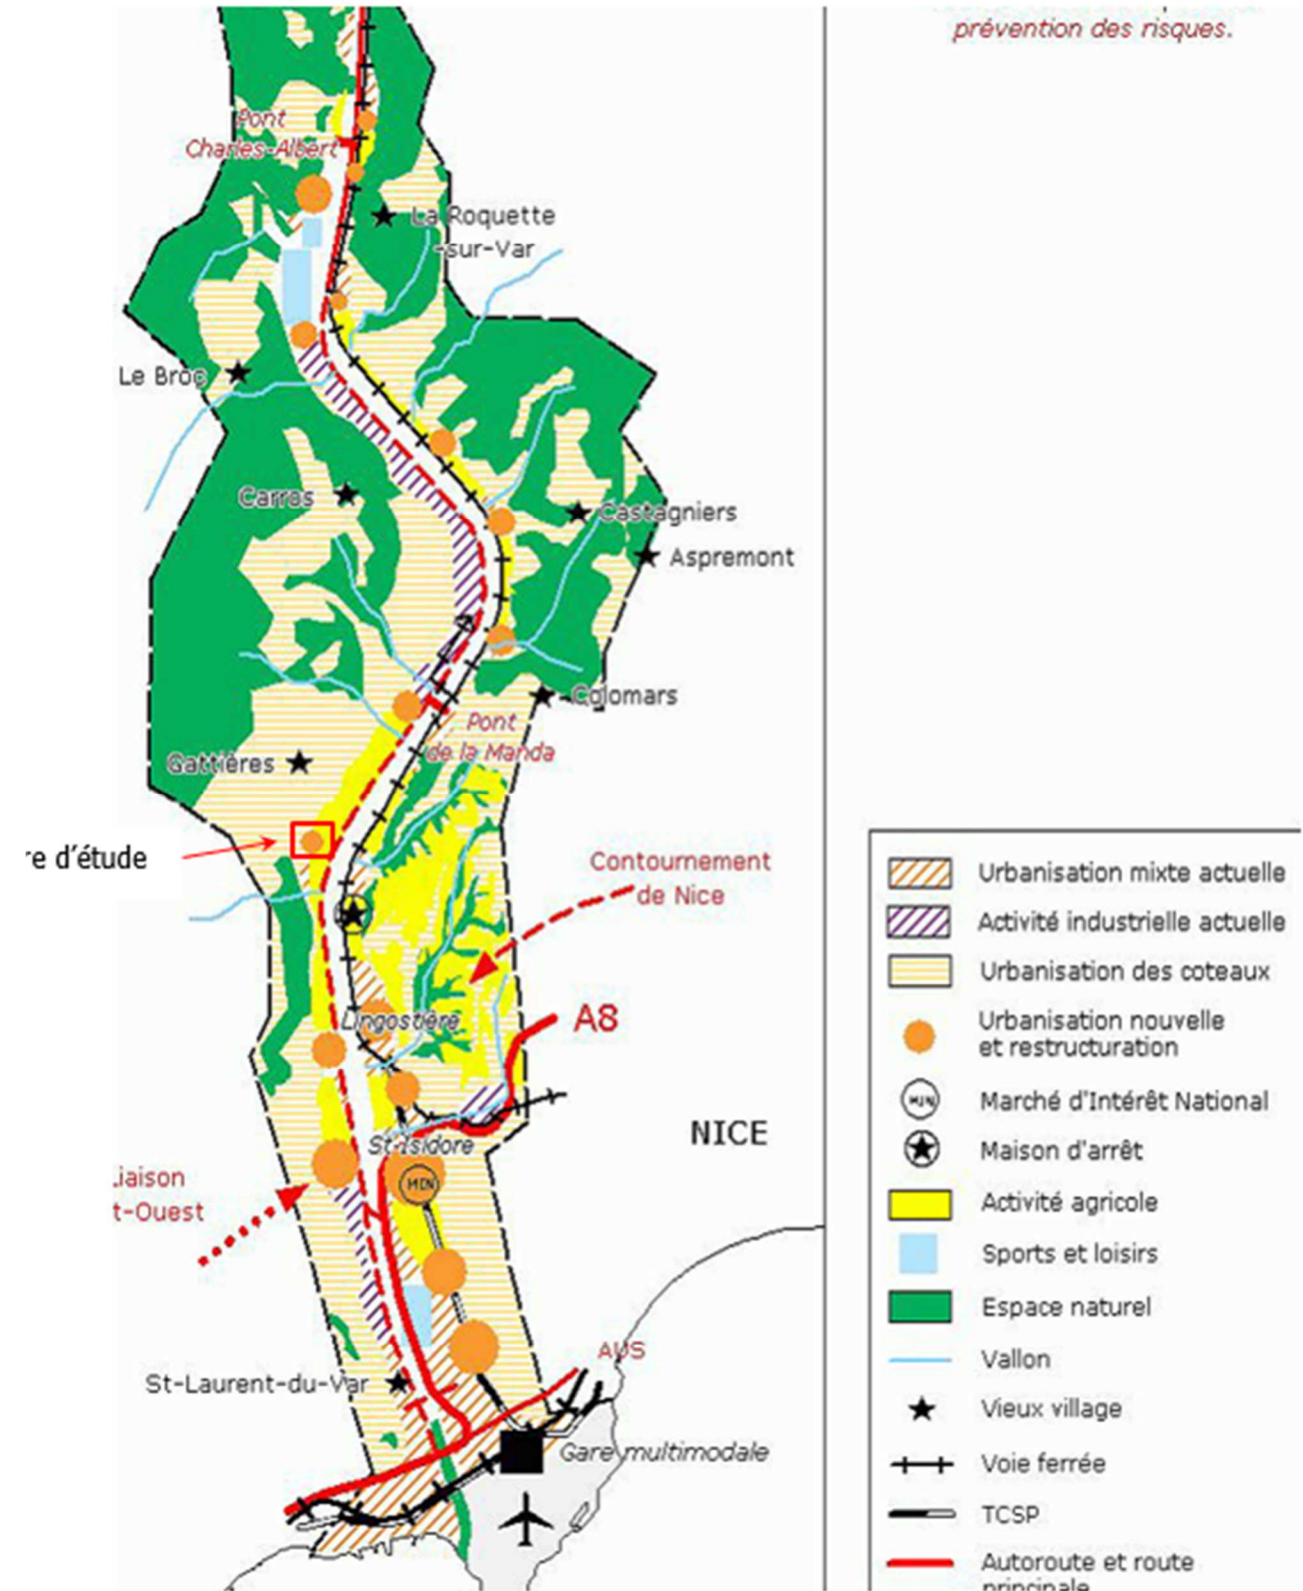 prévention des risques.
Pont
Charles-Albert
La Roquette
-sur-Var
Le Broc
Carros
Castagniers
Aspremont
Colomars
Pont
de la Manda
Gattières
re d'étude
Contournement
de Nice
A8
Lingostière
NICE
St-Isidore
MIN
Liaison
t-Ouest
AUS
St-Laurent-du-Var
Gare multimodale
Urbanisation mixte actuelle
Activité industrielle actuelle
Urbanisation des coteaux
Urbanisation nouvelle
et restructuration
MIN
Marché d'Intérêt National
Maison d'arrêt
Activité agricole
Sports et loisirs
Espace naturel
Vallon
Vieux village
Voie ferrée
TCSP
Autoroute et route
principale